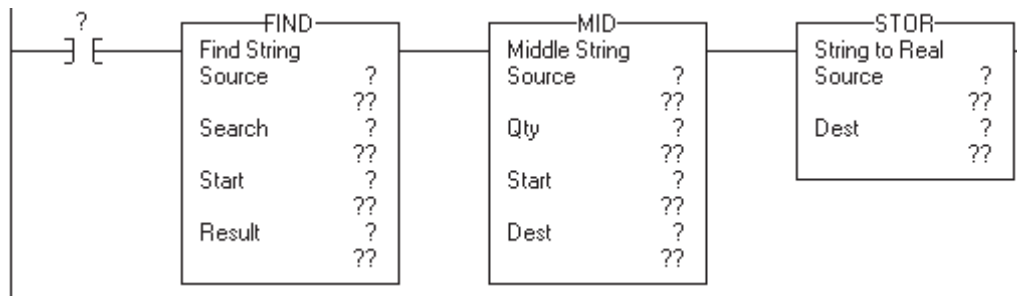 ?
FIND
Find String
Source ?
??
Search ?
??
Start ?
??
Result ?
??
MID
Middle String
Source ?
??
Qty ?
??
Start ?
??
Dest ?
??
STOR
String to Real
Source ?
??
Dest ?
??